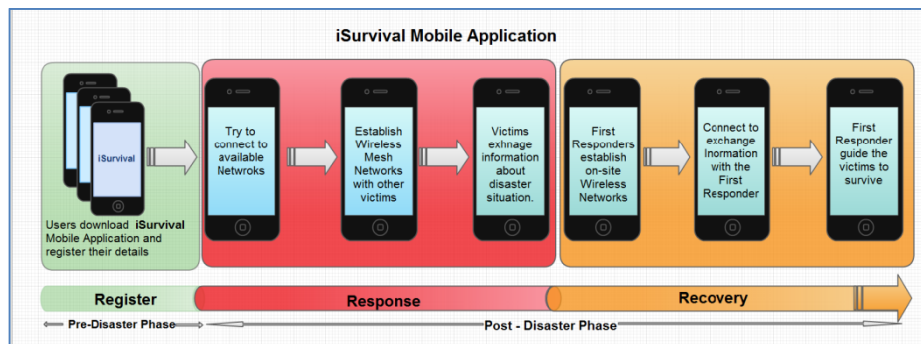 iSurvival Mobile Application
iSurvival
Users download iSurvival
Mobile Application and
register their details
Try to
connect to
available
Netwroks
Establish
Wireless
Mesh
Networks
with other
victims
Victims
exhnage
information
about
disaster
situation.
First
Responders
establish
on-site
Wireless
Networks
Connect to
exchange
Inormation
with the
First
Responder
First
Responder
guide the
victims to
survive
Register
Response
Recovery
Pre-Disaster Phase
Post - Disaster Phase